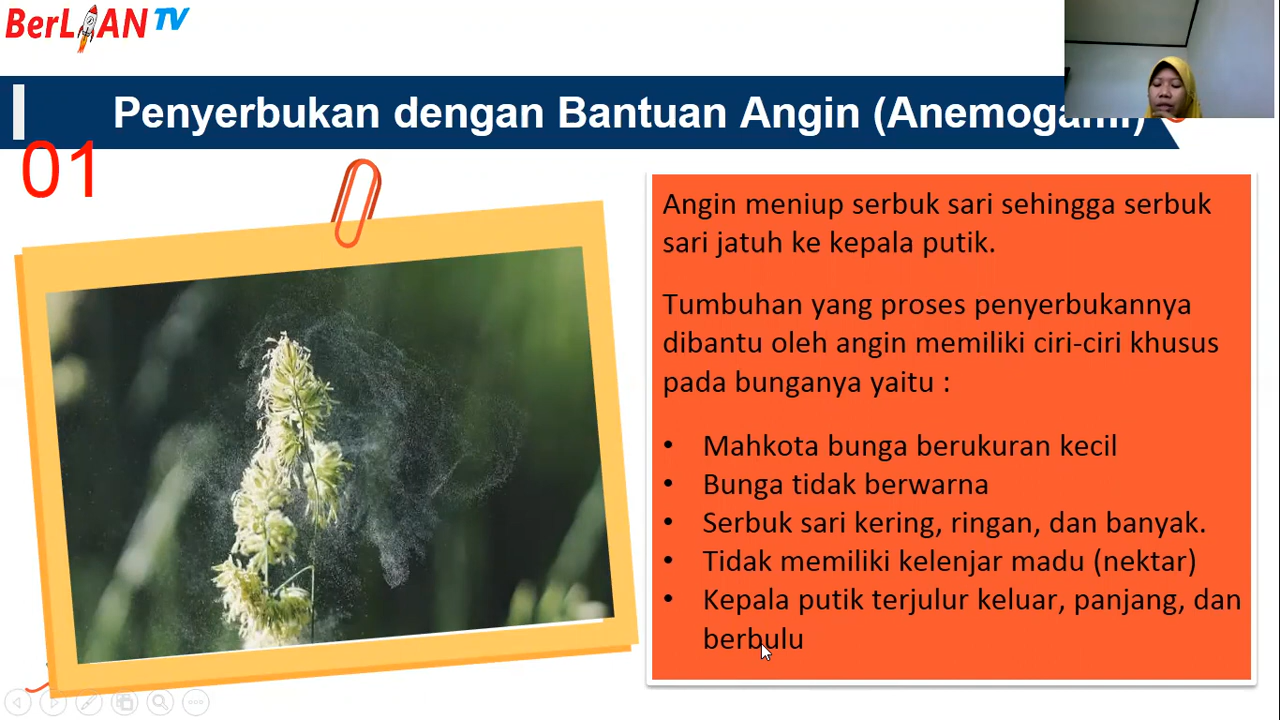 BerLIAN TV
Penyerbukan dengan Bantuan Angin (Anemogami)
01
Angin meniup serbuk sari sehingga serbuk
sari jatuh ke kepala putik.
Tumbuhan yang proses penyerbukannya
dibantu oleh angin memiliki ciri-ciri khusus
pada bunganya yaitu :
• Mahkota bunga berukuran kecil
• Bunga tidak berwarna
• Serbuk sari kering, ringan, dan banyak.
• Tidak memiliki kelenjar madu (nektar)
• Kepala putik terjulur keluar, panjang, dan
berbulu